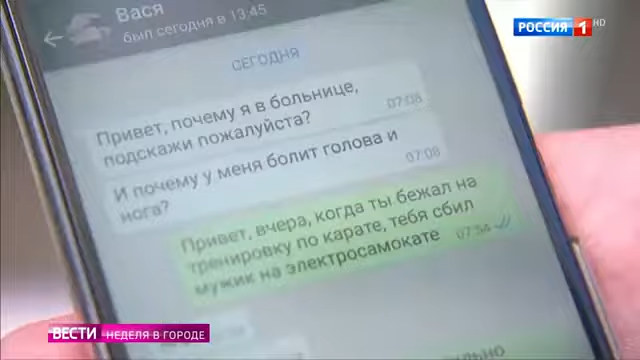 Вася
был сегодня в 13:45
РОССИЯ 1 HD
СЕГОДНЯ
Привет, почему я в больнице,
подскажи пожалуйста? 07:08
И почему у меня болит голова и
нога? 07:08
Привет, вчера, когда ты бежал на
тренировку по карате, тебя сбил
мужик на электросамокате 07:54
ВЕСТИ НЕДЕЛЯ В ГОРОДЕ